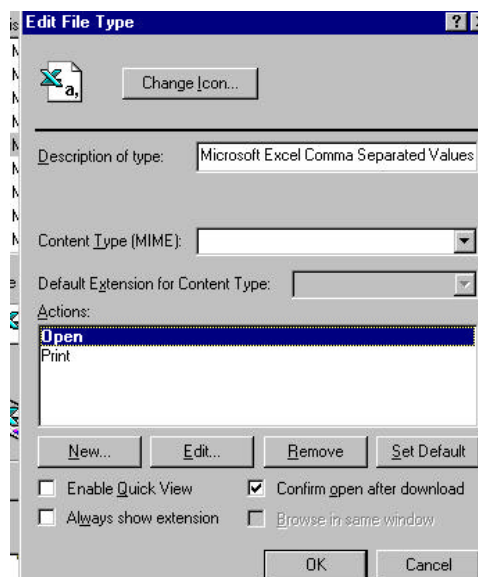 Edit File Type
?
a,
Change Icon...
Description of type: Microsoft Excel Comma Separated Values
Content Type (MIME):
Default Extension for Content Type:
Actions:
Open
Print
New... Edit... Remove Set Default
Enable Quick View Confirm open after download
Always show extension Browse in same window
OK Cancel